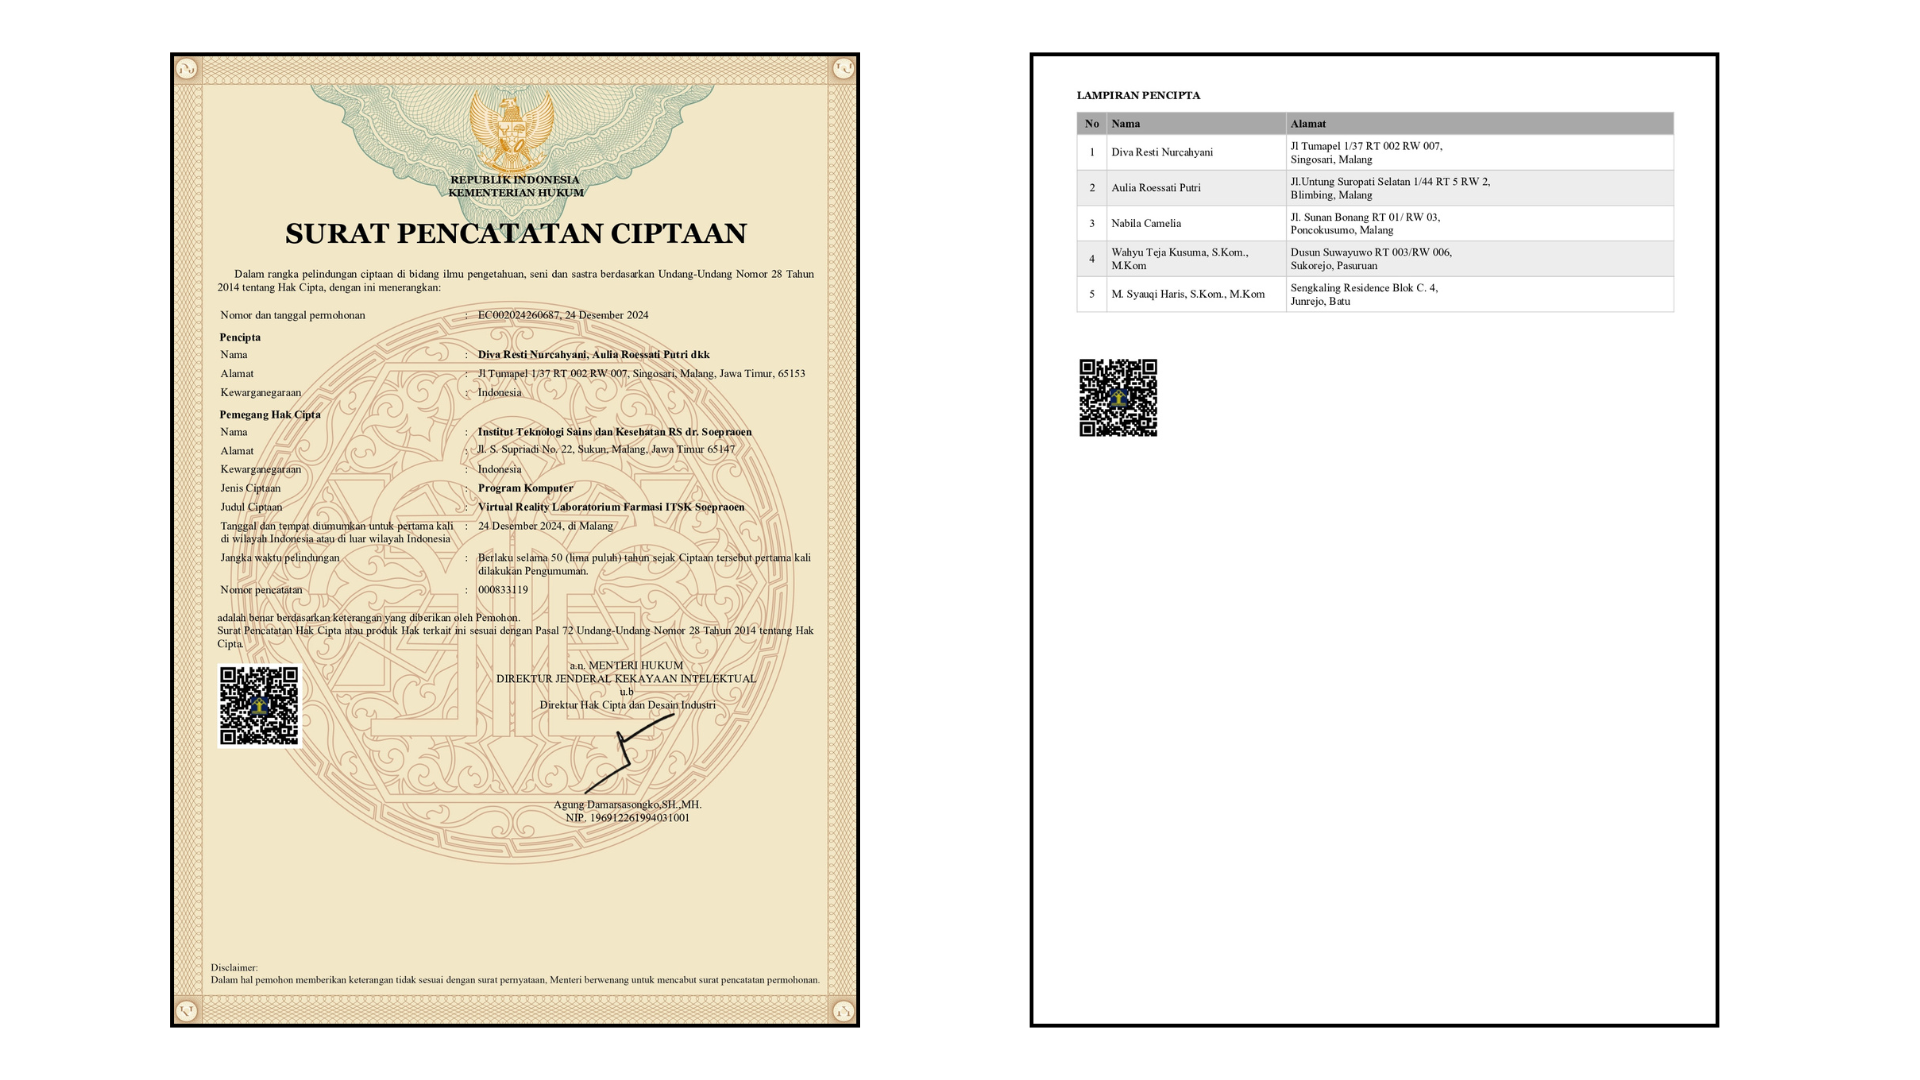 REPUBLIK INDONESIA
KEMENTERIAN HUKUM
SURAT PENCATATAN CIPTAAN
Dalam rangka pelindungan ciptaan di bidang ilmu pengetahuan, seni dan sastra berdasarkan Undang-Undang Nomor 28 Tahun
2014 tentang Hak Cipta, dengan ini menerangkan:
Nomor dan tanggal permohonan : EC002024260687, 24 Desember 2024
Pencipta
Nama : Diva Resti Nurcahyani, Aulia Roessati Putri dkk
Alamat : Jl Tumapel 1/37 RT 002 RW 007, Singosari, Malang, Jawa Timur, 65153
Kewarganegaraan : Indonesia
Pemegang Hak Cipta
Nama : Institut Teknologi Sains dan Kesehatan RS dr. Soepraoen
Alamat : Jl. S. Supriadi No. 22, Sukun, Malang, Jawa Timur 65147
Kewarganegaraan : Indonesia
Jenis Ciptaan : Program Komputer
Judul Ciptaan : Virtual Reality Laboratorium Farmasi ITSK Soepraoen
Tanggal dan tempat diumumkan untuk pertama kali : 24 Desember 2024, di Malang
di wilayah Indonesia atau di luar wilayah Indonesia
Jangka waktu pelindungan : Berlaku selama 50 (lima puluh) tahun sejak Ciptaan tersebut pertama kali
dilakukan Pengumuman.
Nomor pencatatan : 000833119
adalah benar berdasarkan keterangan yang diberikan oleh Pemohon.
Surat Pencatatan Hak Cipta atau produk Hak terkait ini sesuai dengan Pasal 72 Undang-Undang Nomor 28 Tahun 2014 tentang Hak
Cipta.
a.n. MENTERI HUKUM
DIREKTUR JENDERAL KEKAYAAN INTELEKTUAL
u.b
Direktur Hak Cipta dan Desain Industri
Agung Damarsasongko,SH.,MH.
NIP. 196912261994031001
Disclaimer:
Dalam hal pemohon memberikan keterangan tidak sesuai dengan surat pernyataan, Menteri berwenang untuk mencabut surat pencatatan permohonan.
LAMPIRAN PENCIPTA
No Nama Alamat
1 Diva Resti Nurcahyani Jl Tumapel 1/37 RT 002 RW 007,
Singosari, Malang
2 Aulia Roessati Putri Jl.Untung Suropati Selatan 1/44 RT 5 RW 2,
Blimbing, Malang
3 Nabila Camelia Jl. Sunan Bonang RT 01/ RW 03,
Poncokusumo, Malang
4 Wahyu Teja Kusuma, S.Kom., Dusun Suwayuwo RT 003/RW 006,
M.Kom Sukorejo, Pasuruan
5 M. Syauqi Haris, S.Kom., M.Kom Sengkaling Residence Blok C. 4,
Junrejo, Batu